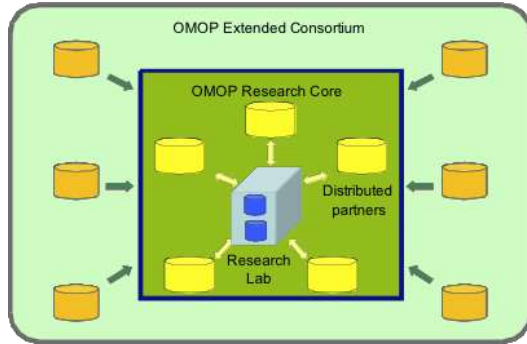 OMOP Extended Consortium
OMOP Research Core
Distributed
partners
Research
Lab